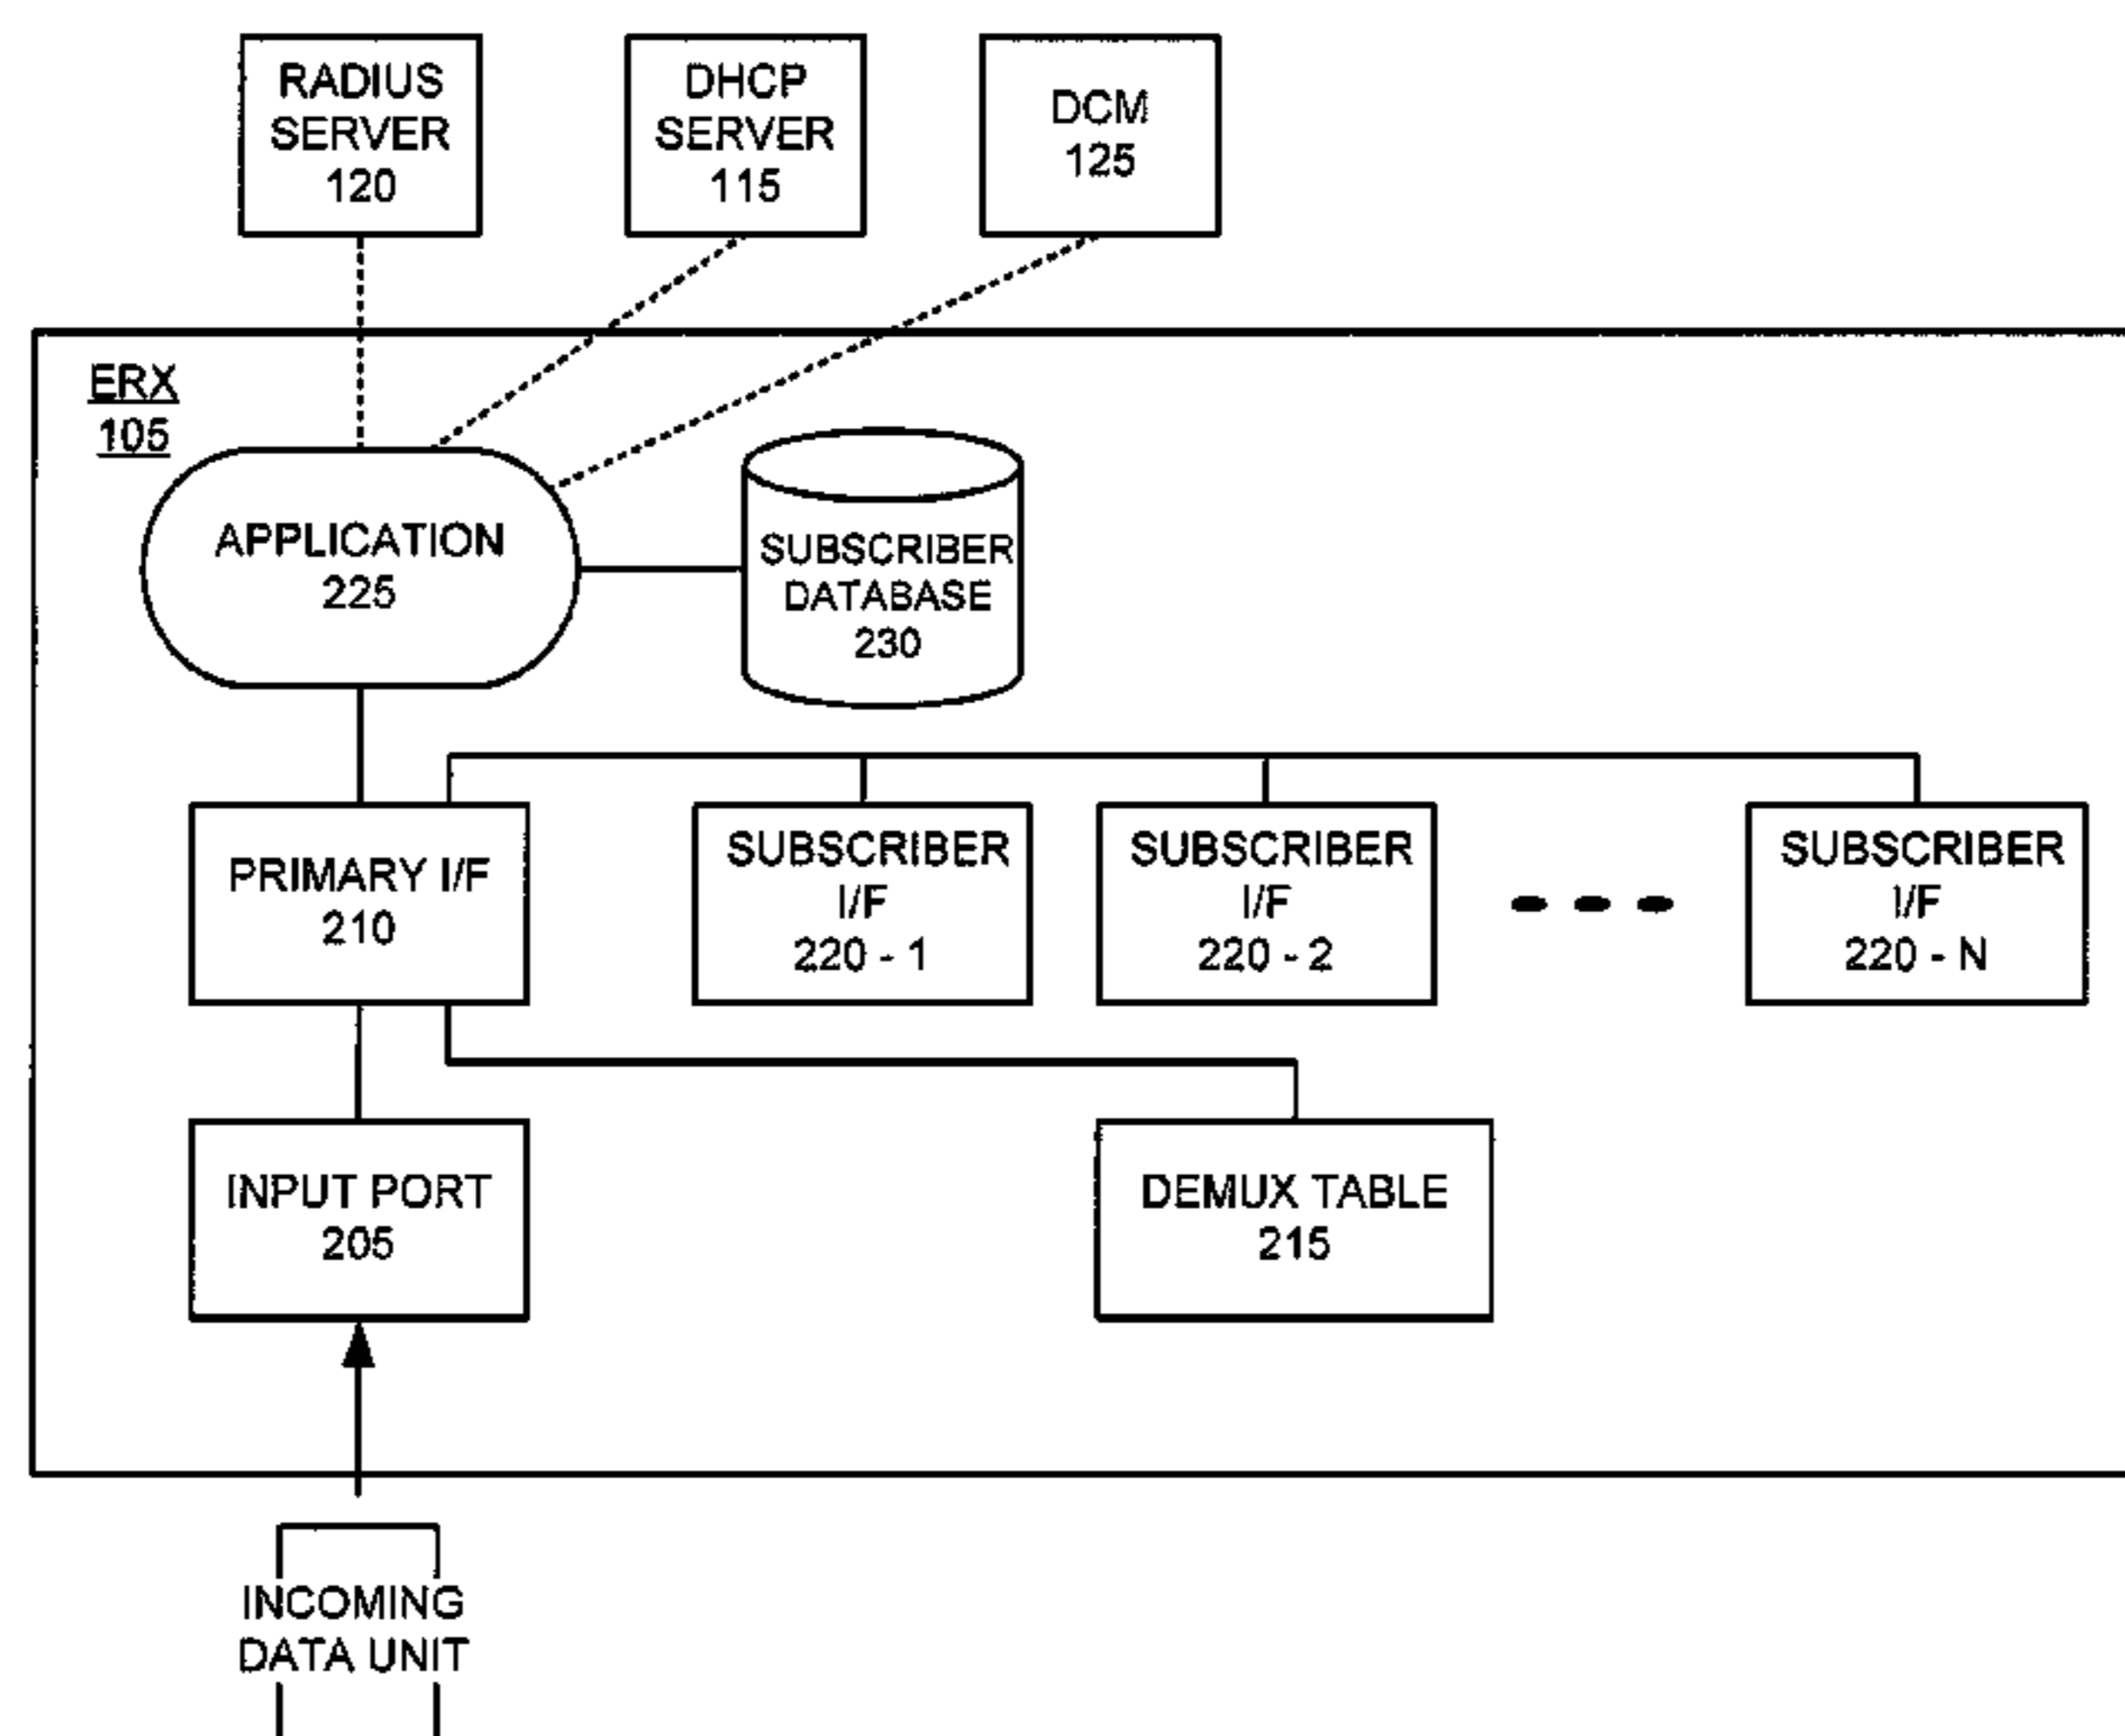 RADIUS
SERVER
120
DHCP
SERVER
115
DCM
125
ERX
105
APPLICATION
225
SUBSCRIBER
DATABASE
230
PRIMARY I/F
210
SUBSCRIBER
I/F
220 - 1
SUBSCRIBER
I/F
220 - 2
SUBSCRIBER
I/F
220 - N
INPUT PORT
205
DEMUX TABLE
215
INCOMING
DATA UNIT